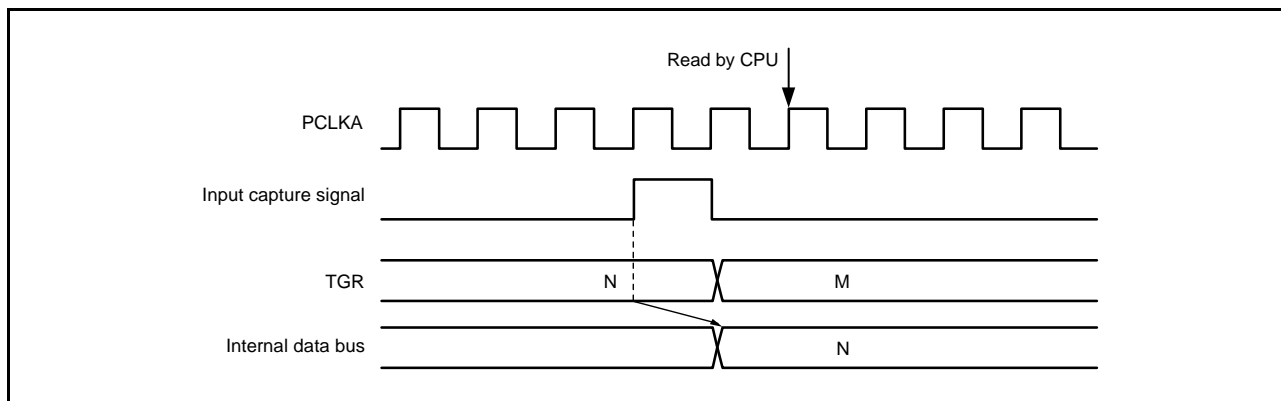 Read by CPU
PCLKA
Input capture signal
TGR
N
M
Internal data bus
N